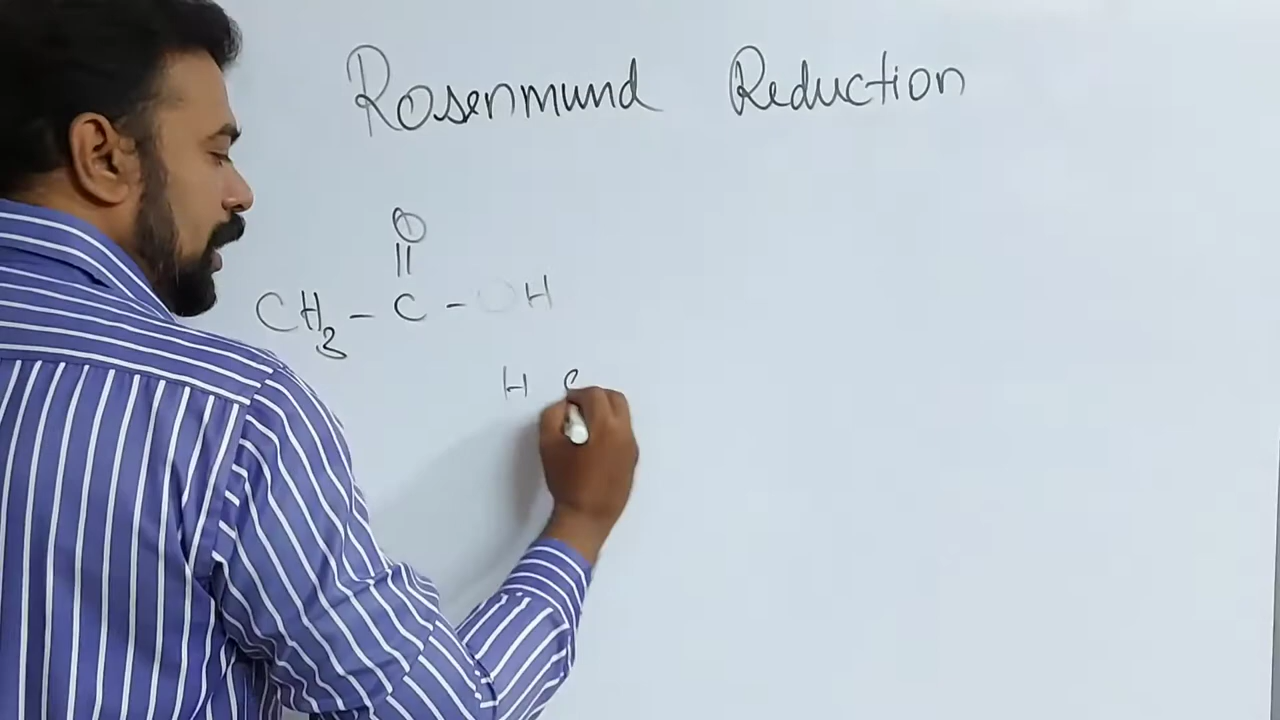 Rosenmund Reduction
O
||
CH3 - C - OH
H